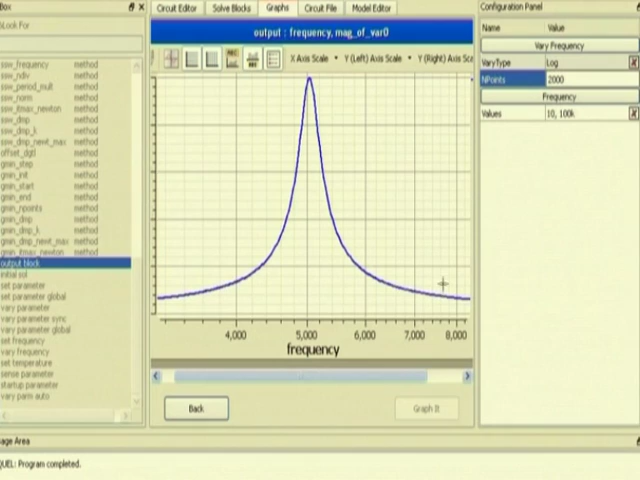 Box
Circuit Editor
Solve Blocks
Graphs
Circuit File
Model Editor
Configuration Panel
Look For
output : frequency, mag_of_var0
Name
Value
Vary Frequency
X Axis Scale
Y (Left) Axis Scale
Y (Right) Axis Sca
VaryType
Log
NPoints
2000
Frequency
Values
10, 100k
ssw_frequency method
ssw_ndiv method
ssw_period_mult method
ssw_norm method
ssw_itmax_newton method
ssw_dmp method
ssw_dmp_k method
ssw_dmp_newt_max method
offset_dgtl method
gmin_step method
gmin_init method
gmin_start method
gmin_end method
gmin_npoints method
gmin_dmp method
gmin_dmp_k method
gmin_dmp_newt_max method
gmin_itmax_newton method
output block
initial sol
set parameter
set parameter global
vary parameter
vary parameter sync
vary parameter global
set frequency
vary frequency
set temperature
sense parameter
startup parameter
vary parm auto
4,000
5,000
6,000
7,000
8,000
frequency
Back
Graph It
sage Area
QUEL: Program completed.